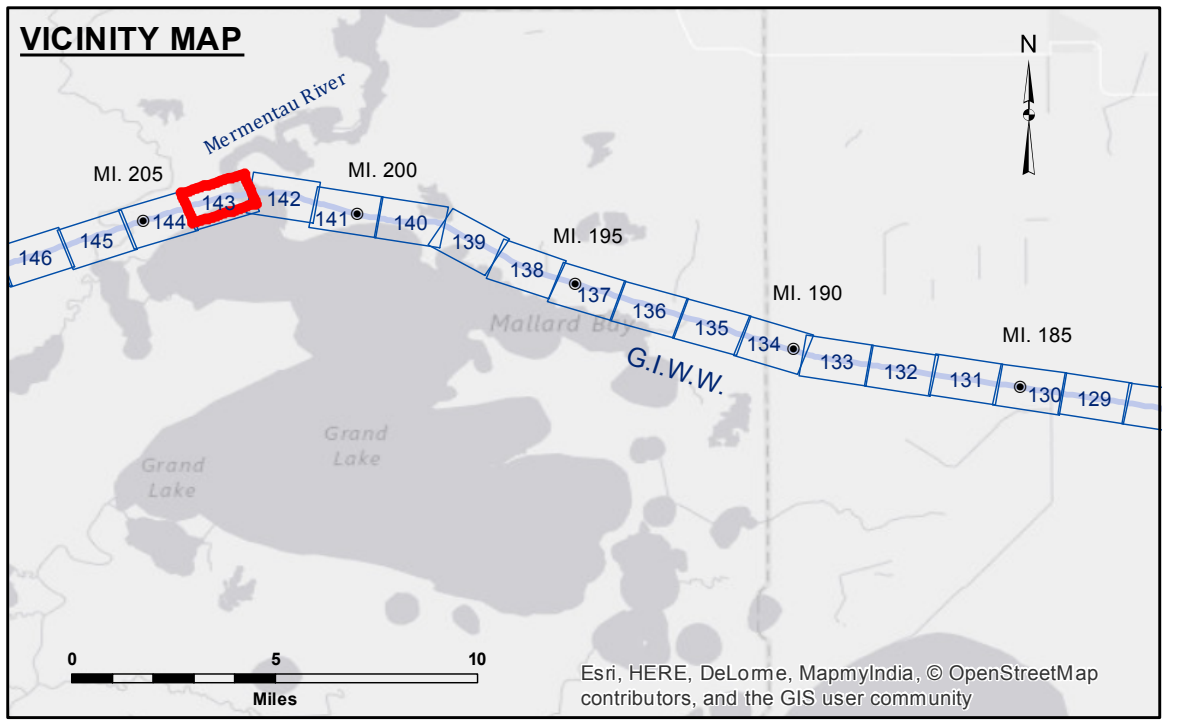 VICINITY MAP
N
Mermentau River
MI. 205
MI. 200
143
142
144
141
140
145
146
139
MI. 195
138
137
MI. 190
136
Mallard Bay
135
134
G.I.W.W.
133
132
131
MI. 185
130
129
Grand
Lake
Grand
Lake
0 5 10
Miles
Esri, HERE, DeLorme, MapmyIndia, © OpenStreetMap
contributors, and the GIS user community